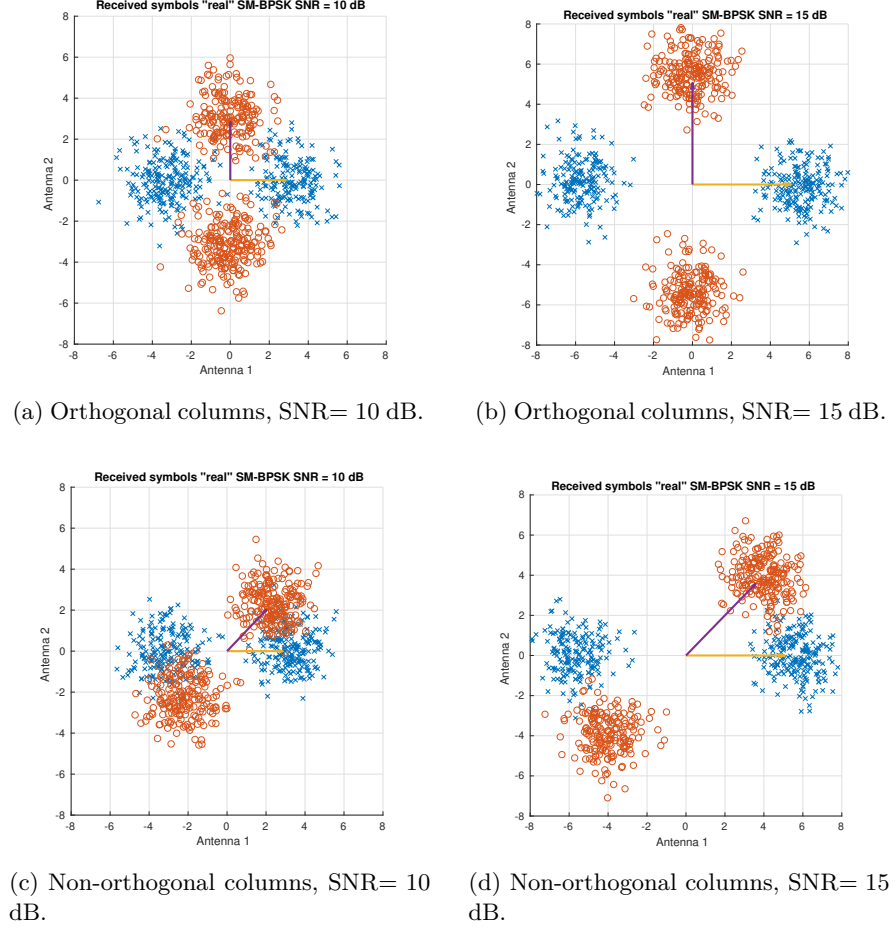 Received symbols "real" SM-BPSK SNR = 10 dB
8
6
4
2
0
-2
-4
-6
-8
Antenna 2
-8 -6 -4 -2 0 2 4 6 8
Antenna 1
(a) Orthogonal columns, SNR= 10 dB.
Received symbols "real" SM-BPSK SNR = 15 dB
8
6
4
2
0
-2
-4
-6
-8
Antenna 2
-8 -6 -4 -2 0 2 4 6 8
Antenna 1
(b) Orthogonal columns, SNR= 15 dB.
Received symbols "real" SM-BPSK SNR = 10 dB
8
6
4
2
0
-2
-4
-6
-8
Antenna 2
-8 -6 -4 -2 0 2 4 6 8
Antenna 1
(c) Non-orthogonal columns, SNR= 10
dB.
Received symbols "real" SM-BPSK SNR = 15 dB
8
6
4
2
0
-2
-4
-6
-8
Antenna 2
-8 -6 -4 -2 0 2 4 6 8
Antenna 1
(d) Non-orthogonal columns, SNR= 15
dB.